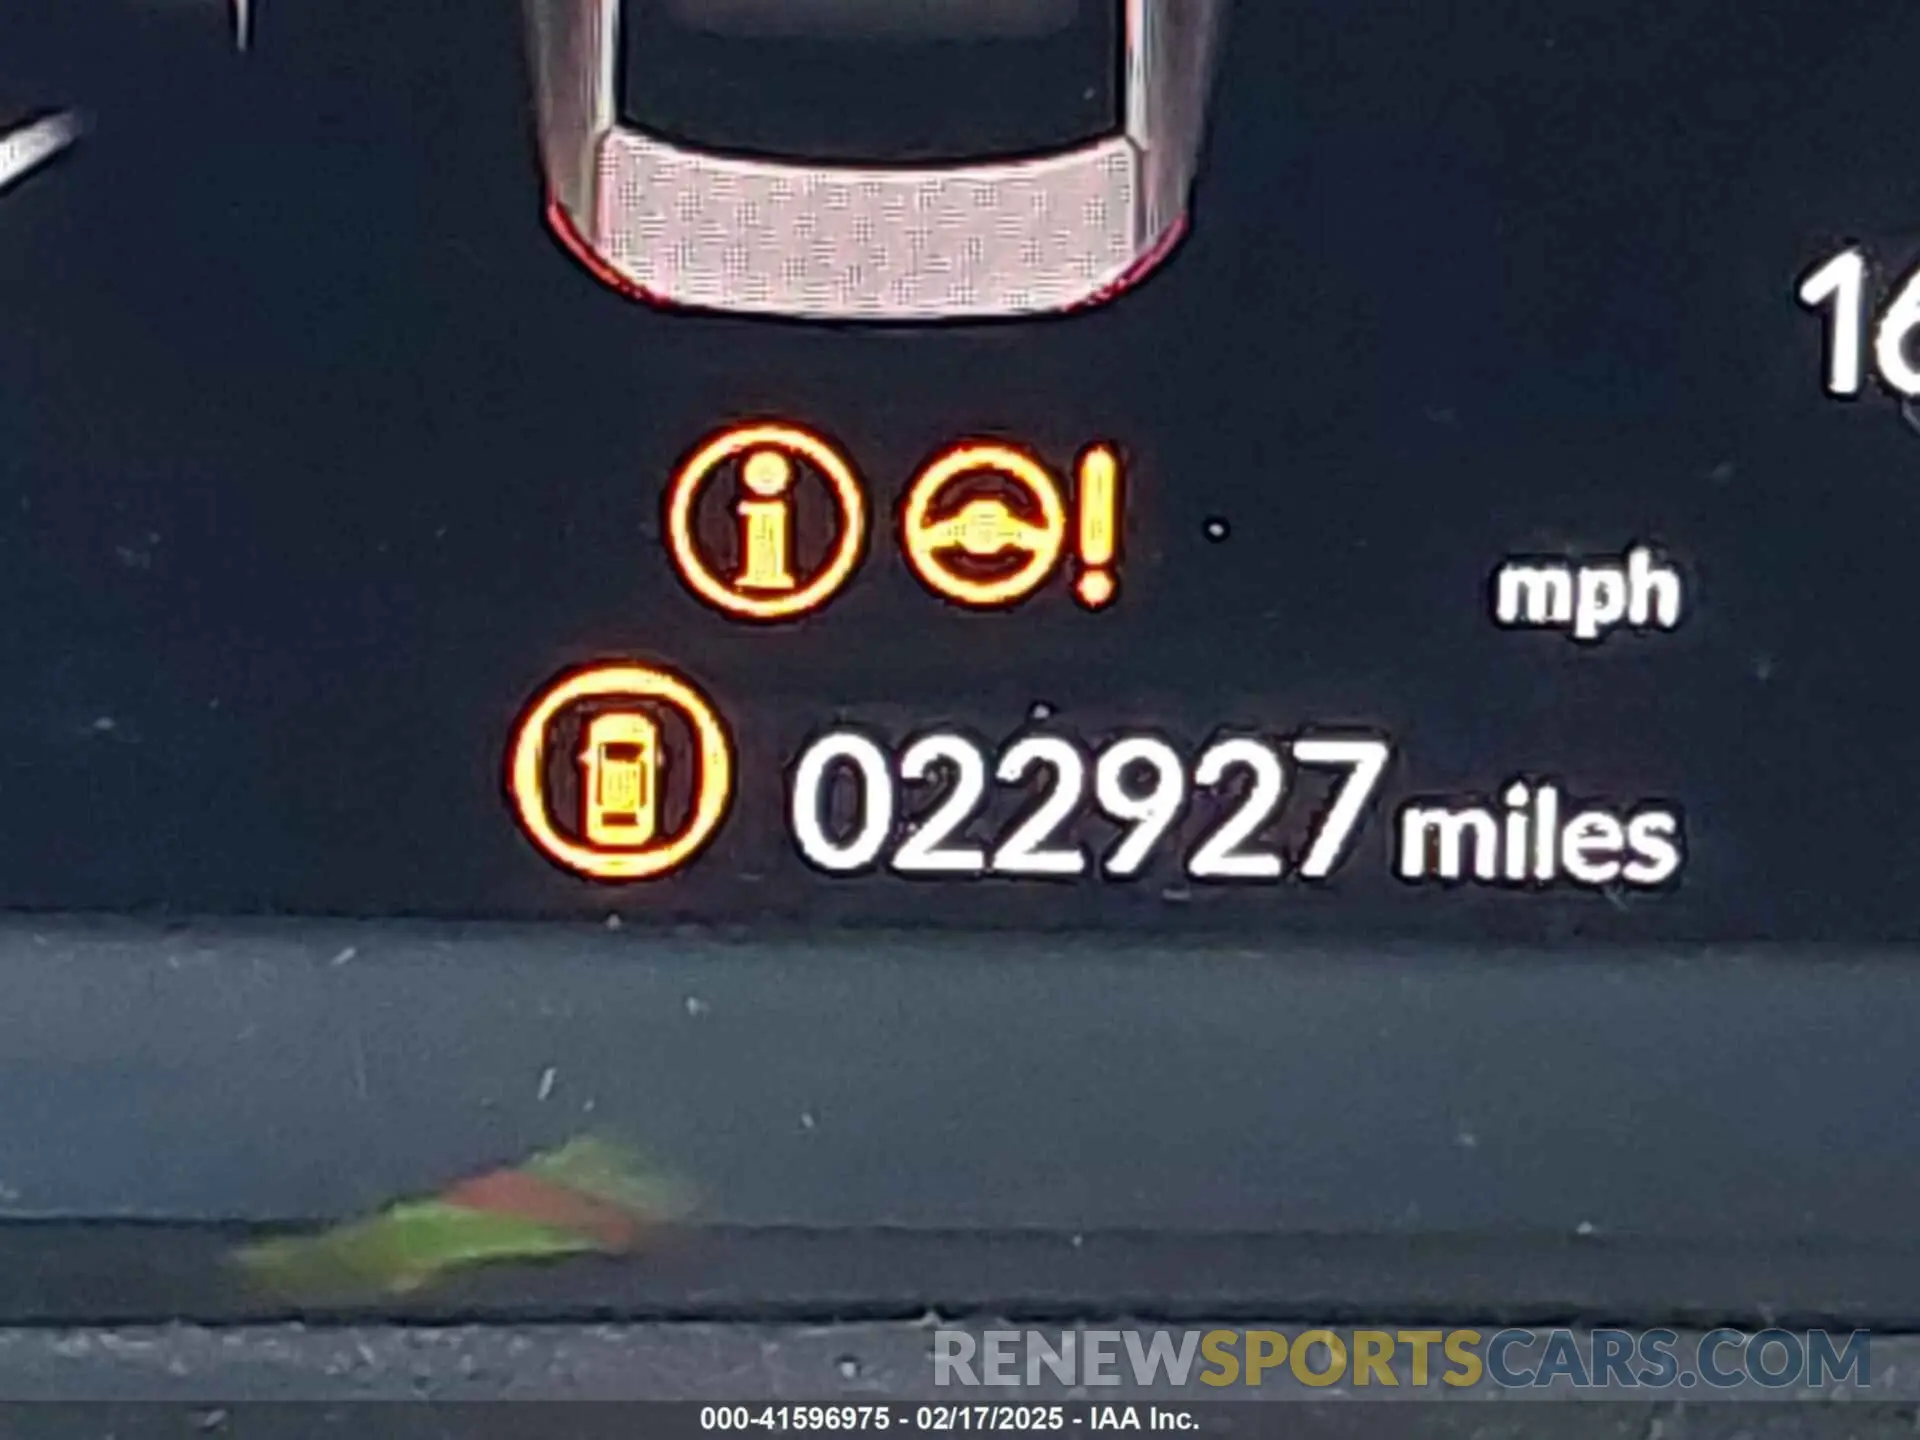 16
mph
022927 miles
RENEWSPORTSCARS.COM
000-41596975 - 02/17/2025 - IAA Inc.